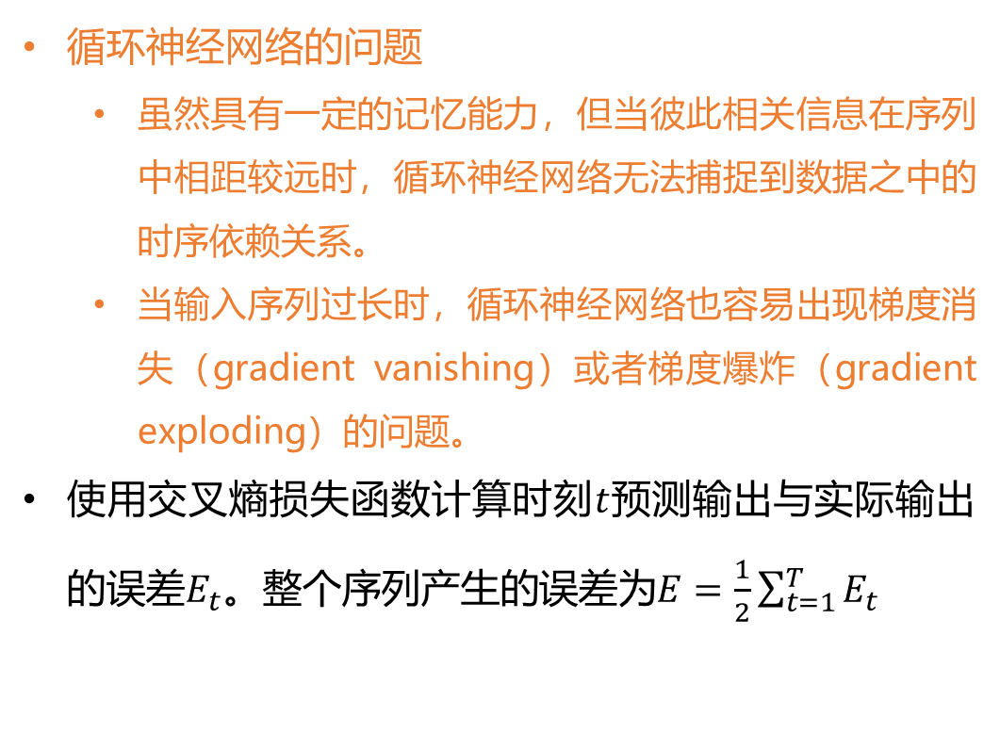 • 循环神经网络的问题
• 虽然具有一定的记忆能力，但当彼此相关信息在序列
中相距较远时，循环神经网络无法捕捉到数据之中的
时序依赖关系。
• 当输入序列过长时，循环神经网络也容易出现梯度消
失（gradient vanishing）或者梯度爆炸（gradient
exploding）的问题。
• 使用交叉熵损失函数计算时刻𝑡预测输出与实际输出
的误差𝐸𝑡。整个序列产生的误差为𝐸 = 1/2 ∑_{𝑡=1}^{𝑇} 𝐸𝑡